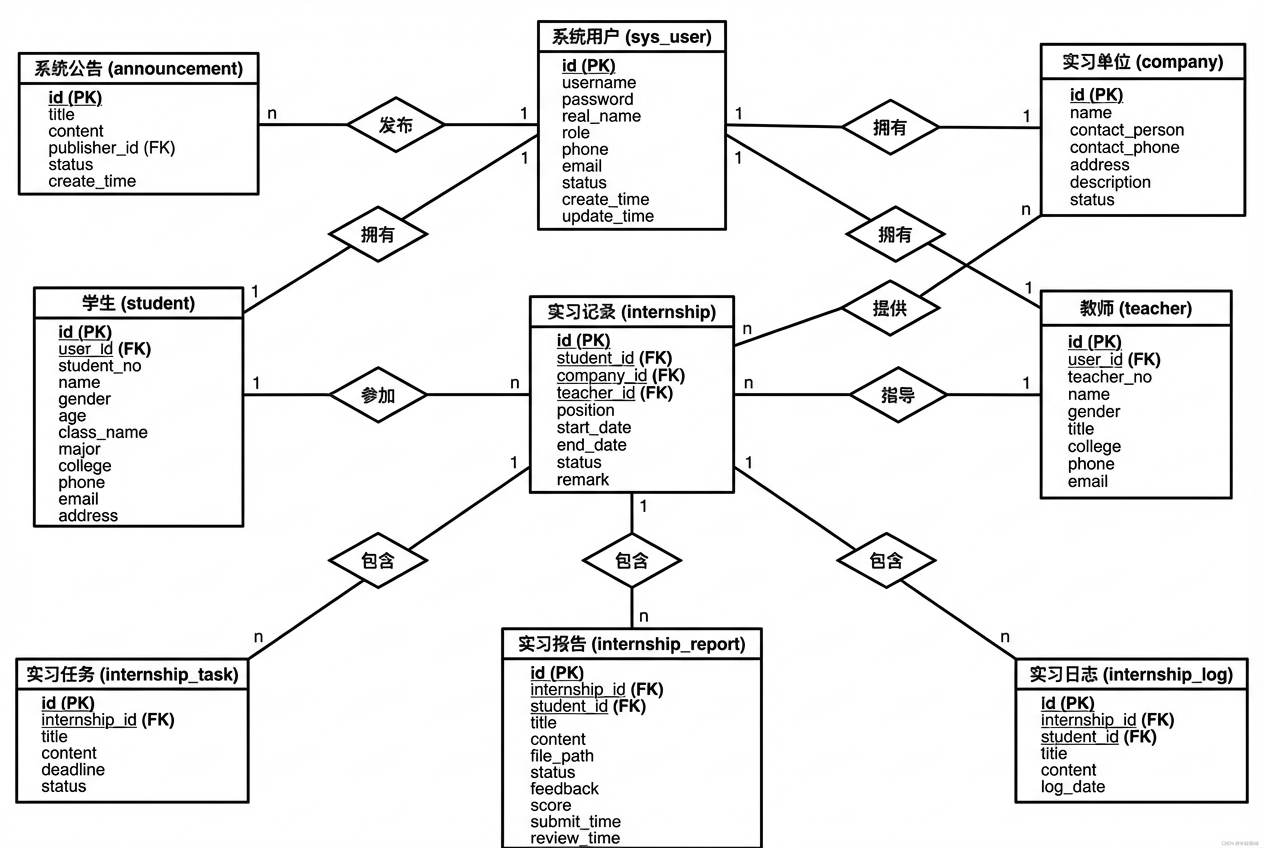 系统公告 (announcement)
id (PK)
title
content
publisher_id (FK)
status
create_time
n
发布
1
系统用户 (sys_user)
id (PK)
username
password
real_name
role
phone
email
status
create_time
update_time
1
拥有
1
实习单位 (company)
id (PK)
name
contact_person
contact_phone
address
description
status
1
拥有
1
1
拥有
1
n
提供
n
学生 (student)
id (PK)
user_id (FK)
student_no
name
gender
age
class_name
major
college
phone
email
address
1
参加
n
实习记录 (internship)
id (PK)
student_id (FK)
company_id (FK)
teacher_id (FK)
position
start_date
end_date
status
remark
n
指导
1
教师 (teacher)
id (PK)
user_id (FK)
teacher_no
name
gender
title
college
phone
email
1
包含
n
1
包含
n
1
包含
n
实习任务 (internship_task)
id (PK)
internship_id (FK)
title
content
deadline
status
实习报告 (internship_report)
id (PK)
internship_id (FK)
student_id (FK)
title
content
file_path
status
feedback
score
submit_time
review_time
实习日志 (internship_log)
id (PK)
internship_id (FK)
student_id (FK)
title
content
log_date